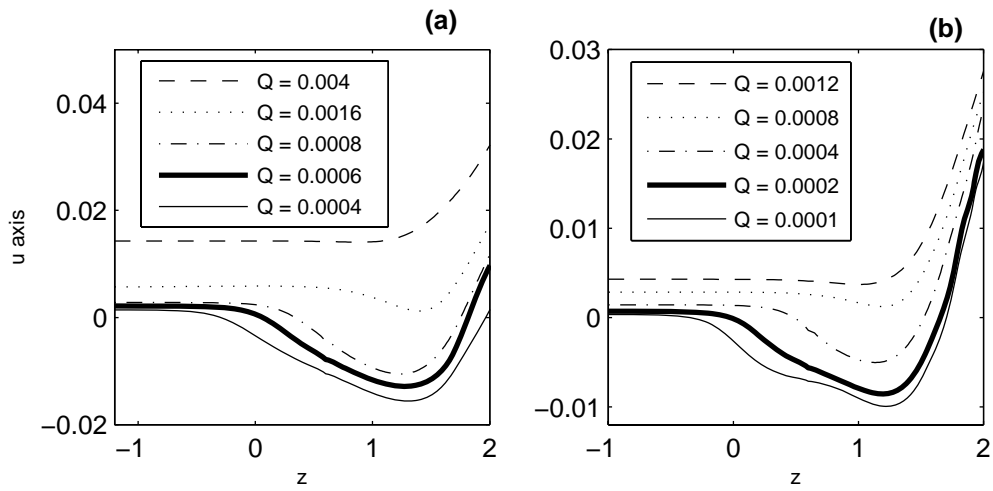 (a)
0.04
0.02
0
−0.02
−1
0
1
2
z
u axis
Q = 0.004
Q = 0.0016
Q = 0.0008
Q = 0.0006
Q = 0.0004
(b)
0.03
0.02
0.01
0
−0.01
−1
0
1
2
z
Q = 0.0012
Q = 0.0008
Q = 0.0004
Q = 0.0002
Q = 0.0001